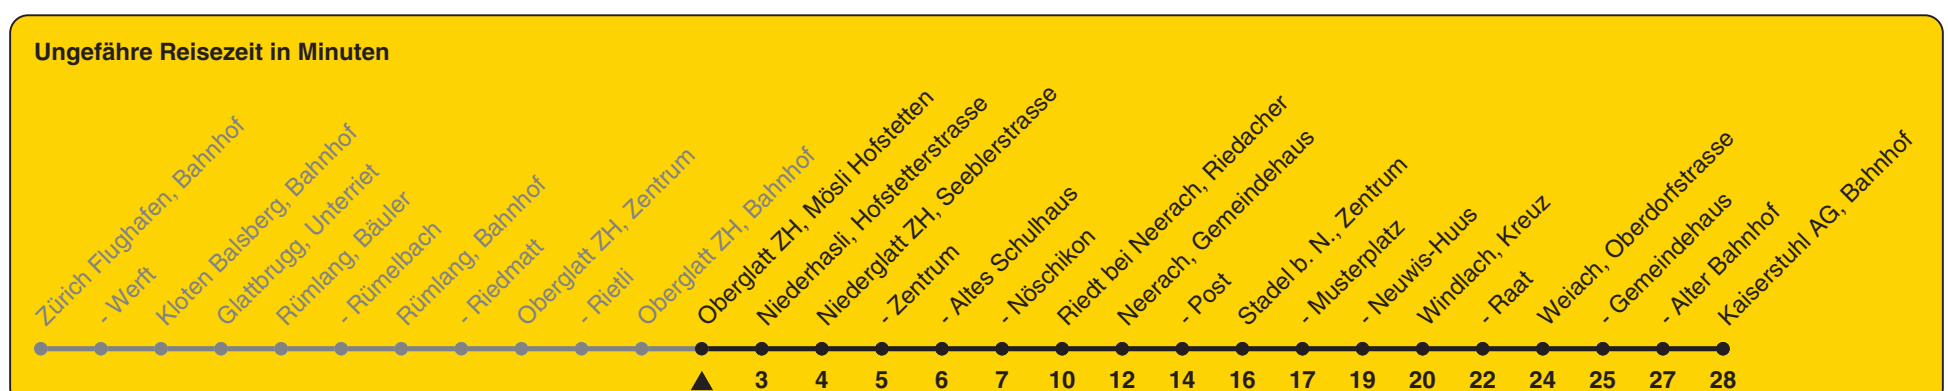 Ungefähre Reisezeit in Minuten
Zürich Flughafen, Bahnhof
- Werft
Kloten Balsberg, Bahnhof
Glattbrugg, Unterriet
Rümlang, Bäuler
- Rümelbach
Rümlang, Bahnhof
- Riedmatt
Oberglatt ZH, Zentrum
- Rietli
Oberglatt ZH, Bahnhof
Oberglatt ZH, Mösli Hofstetten
Niederhasli, Hofstetterstrasse
Niederglatt ZH, Seeblerstrasse
- Zentrum
- Altes Schulhaus
- Nöschikon
Riedt bei Neerach, Riedacher
Neerach, Gemeindehaus
- Post
Stadel b. N., Zentrum
- Musterplatz
- Neuwis-Huus
Windlach, Kreuz
- Raat
Weiach, Oberdorfstrasse
- Gemeindehaus
- Alter Bahnhof
Kaiserstuhl AG, Bahnhof
3 4 5 6 7 10 12 14 16 17 19 20 22 24 25 27 28